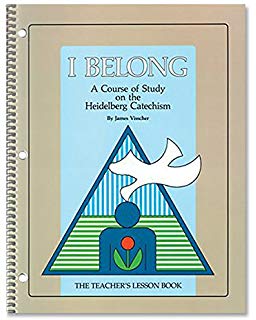 I BELONG
A Course of Study
on the
Heidelberg Catechism
By James Visscher
THE TEACHER'S LESSON BOOK